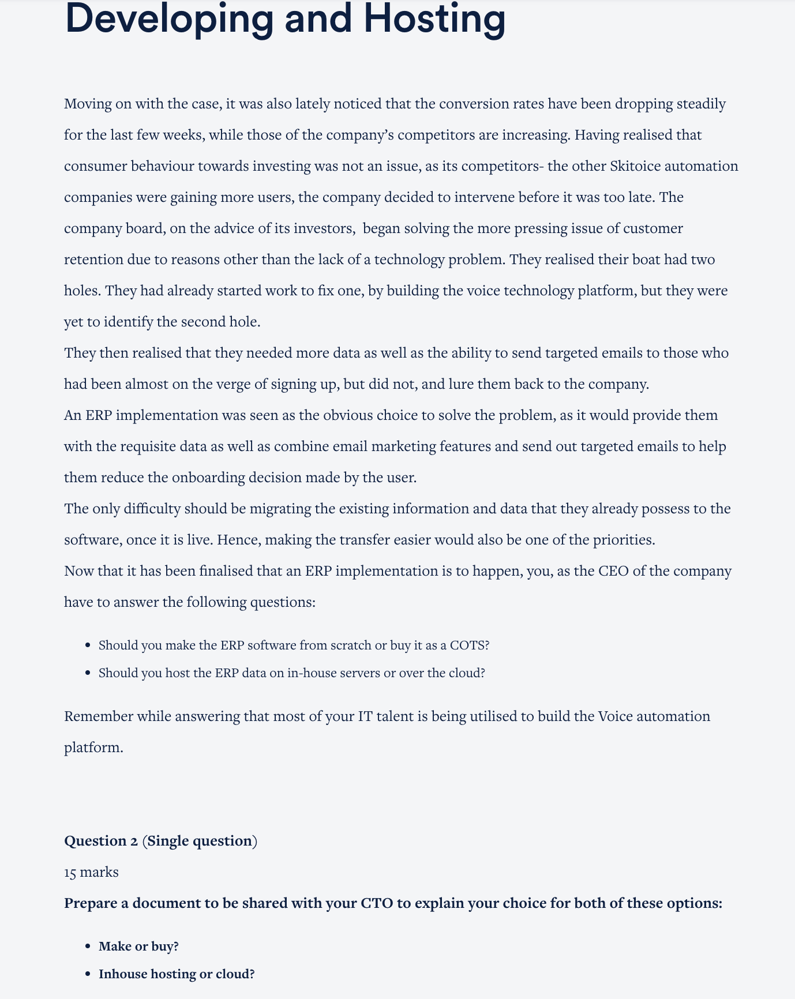 Developing and Hosting
Moving on with the case, it was also lately noticed that the conversion rates have been dropping steadily
for the last few weeks, while those of the company’s competitors are increasing. Having realised that
consumer behaviour towards investing was not an issue, as its competitors- the other Skitoice automation
companies were gaining more users, the company decided to intervene before it was too late. The
company board, on the advice of its investors,  began solving the more pressing issue of customer
retention due to reasons other than the lack of a technology problem. They realised their boat had two
holes. They had already started work to fix one, by building the voice technology platform, but they were
yet to identify the second hole.
They then realised that they needed more data as well as the ability to send targeted emails to those who
had been almost on the verge of signing up, but did not, and lure them back to the company.
An ERP implementation was seen as the obvious choice to solve the problem, as it would provide them
with the requisite data as well as combine email marketing features and send out targeted emails to help
them reduce the onboarding decision made by the user.
The only difficulty should be migrating the existing information and data that they already possess to the
software, once it is live. Hence, making the transfer easier would also be one of the priorities.
Now that it has been finalised that an ERP implementation is to happen, you, as the CEO of the company
have to answer the following questions:
• Should you make the ERP software from scratch or buy it as a COTS?
• Should you host the ERP data on in-house servers or over the cloud?
Remember while answering that most of your IT talent is being utilised to build the Voice automation
platform.
Question 2 (Single question)
15 marks
Prepare a document to be shared with your CTO to explain your choice for both of these options:
• Make or buy?
• Inhouse hosting or cloud?